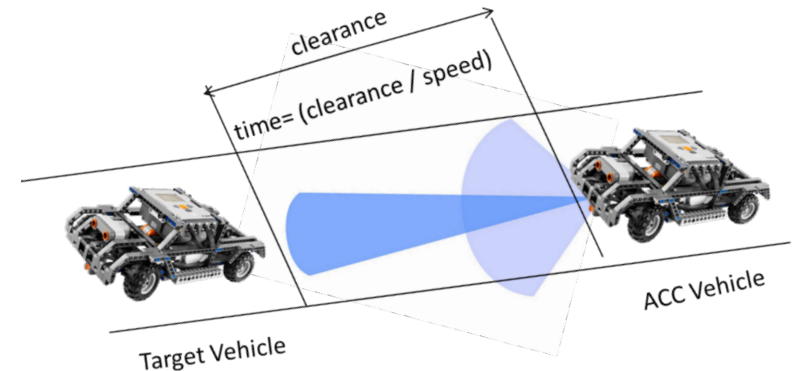 clearance
time= (clearance / speed)
ACC Vehicle
Target Vehicle